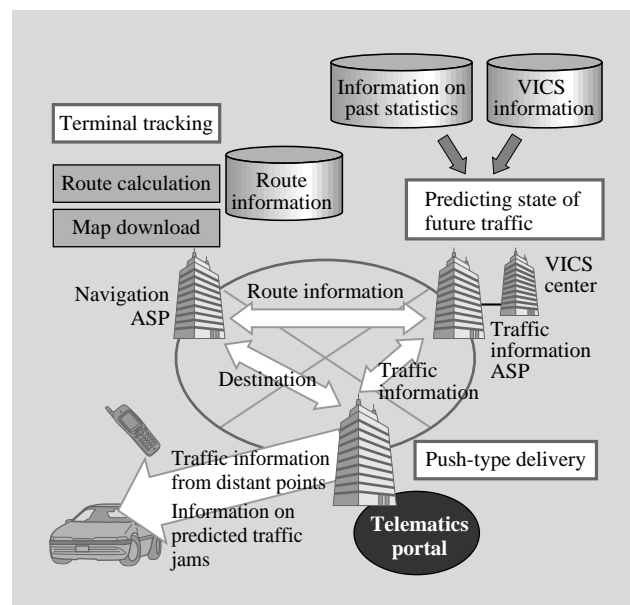 Information on
past statistics
VICS
information
Terminal tracking
Route calculation
Map download
Route
information
Predicting state of
future traffic
VICS
center
Navigation
ASP
Route information
Traffic
information
ASP
Destination
Traffic
information
Traffic information
from distant points
Information on
predicted traffic
jams
Push-type delivery
Telematics
portal